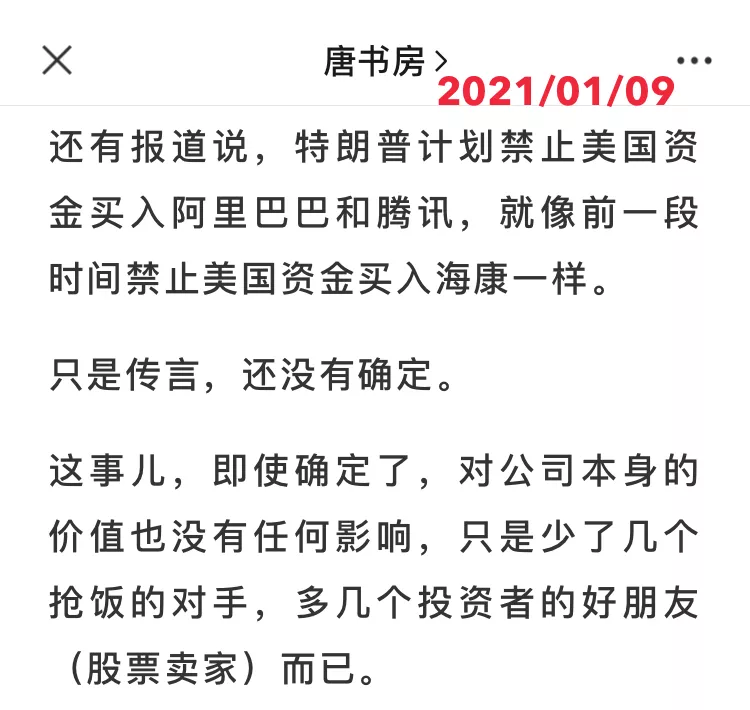 唐书房
2021/01/09
还有报道说，特朗普计划禁止美国资
金买入阿里巴巴和腾讯，就像前一段
时间禁止美国资金买入海康一样。
只是传言，还没有确定。
这事儿，即使确定了，对公司本身的
价值也没有任何影响，只是少了几个
抢饭的对手，多几个投资者的好朋友
（股票卖家）而已。